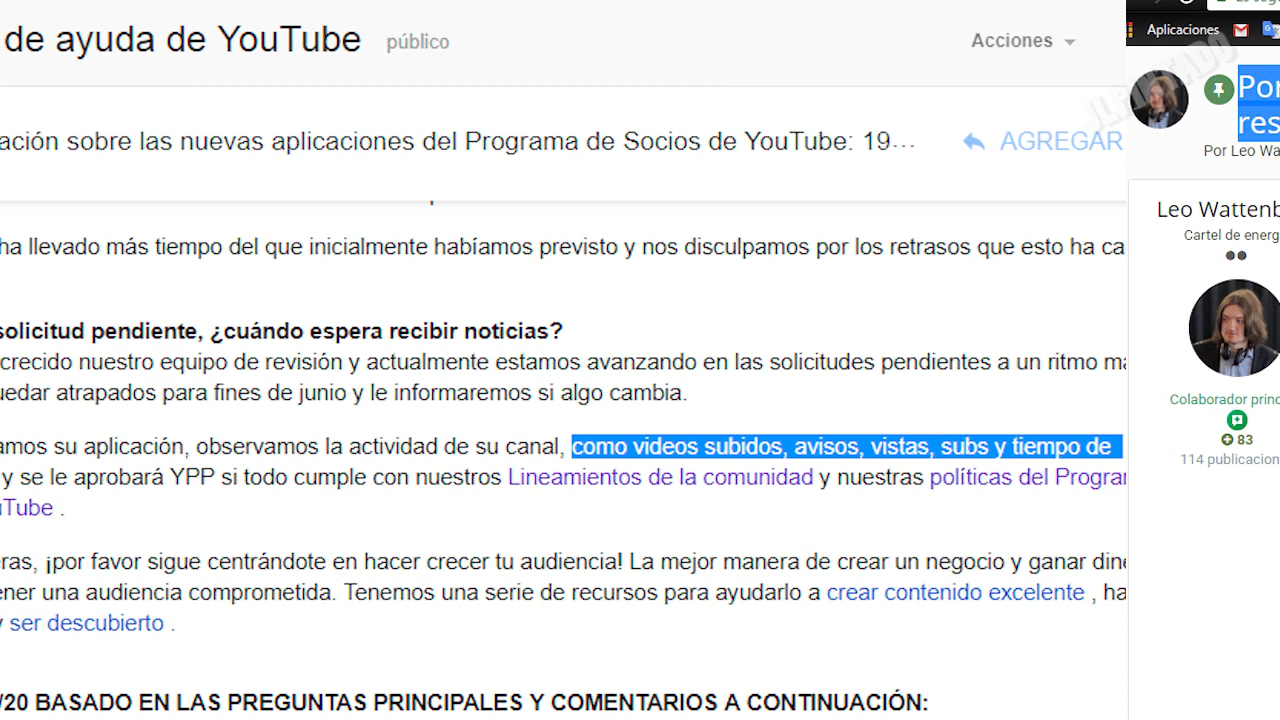 de ayuda de YouTube público
Acciones
ación sobre las nuevas aplicaciones del Programa de Socios de YouTube: 19...
AGREGAR
ha llevado más tiempo del que inicialmente habíamos previsto y nos disculpamos por los retrasos que esto ha ca
solicitud pendiente, ¿cuándo espera recibir noticias?
crecido nuestro equipo de revisión y actualmente estamos avanzando en las solicitudes pendientes a un ritmo má
uedar atrapados para fines de junio y le informaremos si algo cambia.
amos su aplicación, observamos la actividad de su canal, como videos subidos, avisos, vistas, subs y tiempo de
y se le aprobará YPP si todo cumple con nuestros Lineamientos de la comunidad y nuestras políticas del Progra
uTube .
eras, ¡por favor sigue centrándote en hacer crecer tu audiencia! La mejor manera de crear un negocio y ganar din
ener una audiencia comprometida. Tenemos una serie de recursos para ayudarlo a crear contenido excelente , ha
y ser descubierto .
/20 BASADO EN LAS PREGUNTAS PRINCIPALES Y COMENTARIOS A CONTINUACIÓN:
Aplicaciones
Por
res
Por Leo Wa
Leo Wattenb
Cartel de energ
Colaborador princ
83
114 publicacion